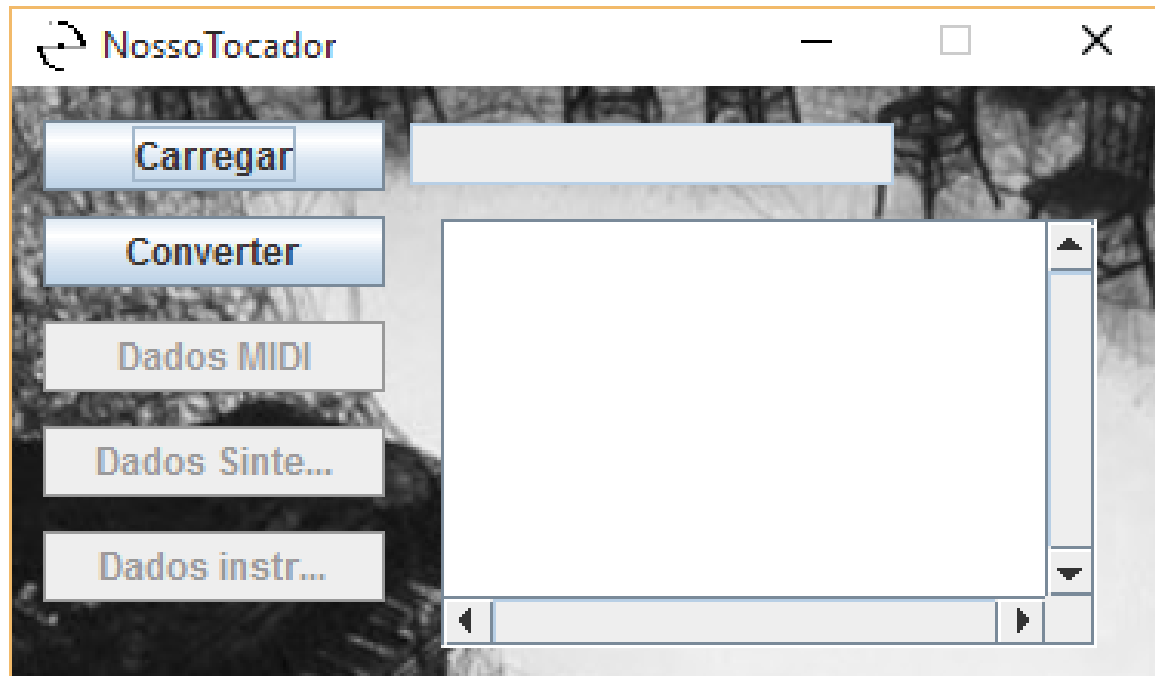 NossoTocador
Carregar
Converter
Dados MIDI
Dados Sinte...
Dados instr...